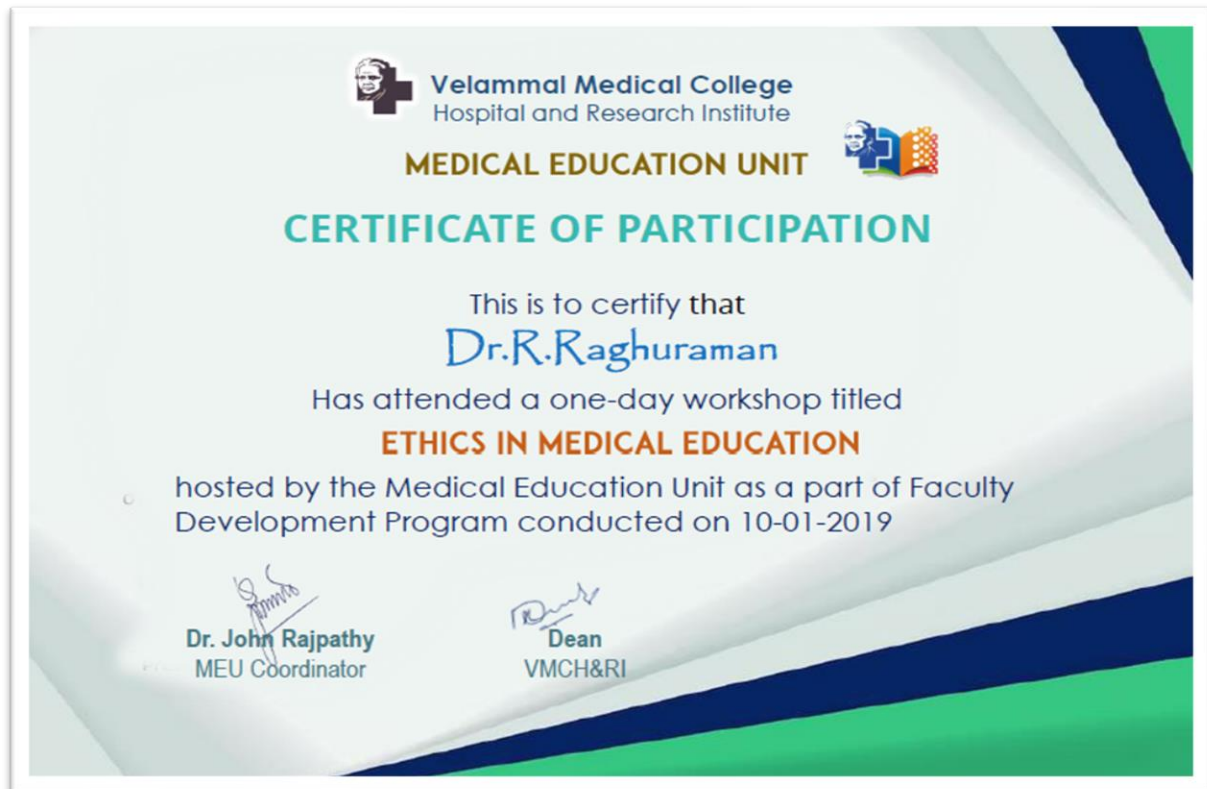 Velammal Medical College
Hospital and Research Institute
MEDICAL EDUCATION UNIT
CERTIFICATE OF PARTICIPATION
This is to certify that
Dr.R.Raghuraman
Has attended a one-day workshop titled
ETHICS IN MEDICAL EDUCATION
hosted by the Medical Education Unit as a part of Faculty
Development Program conducted on 10-01-2019
Dr. John Rajpathy
MEU Coordinator
Dean
VMCH&RI